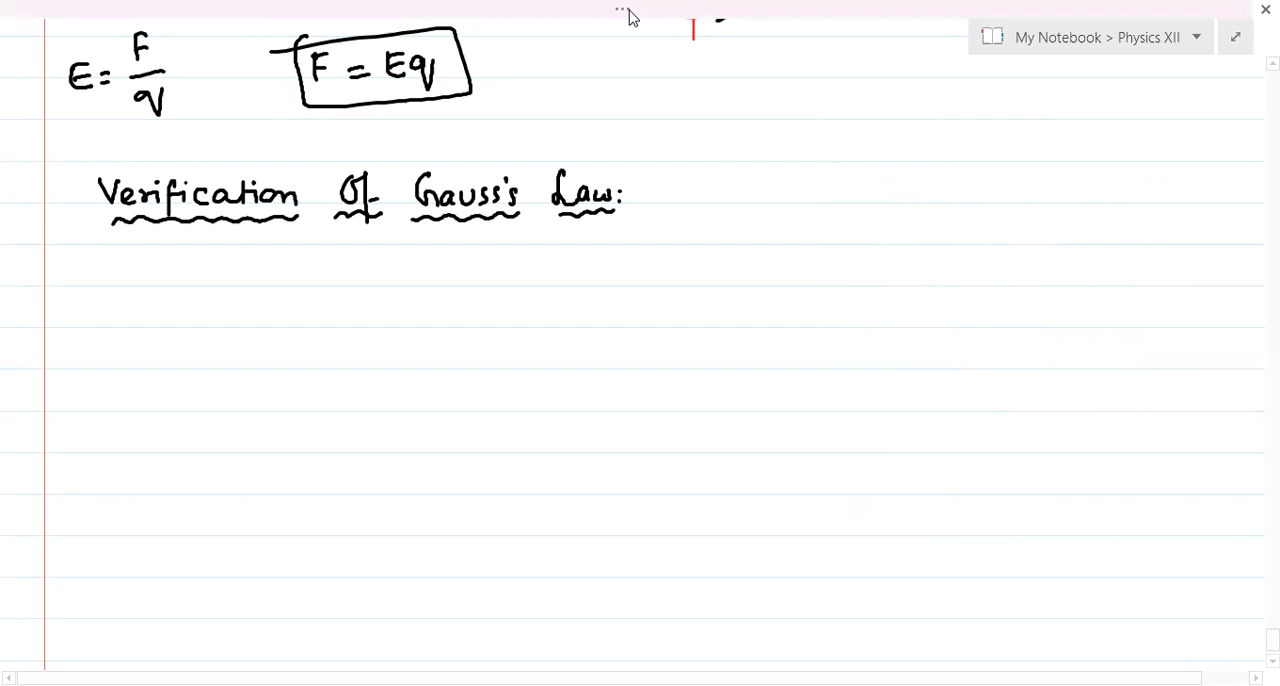 My Notebook > Physics XII
E = F/q
F = Eq
Verification Of Gauss's Law: